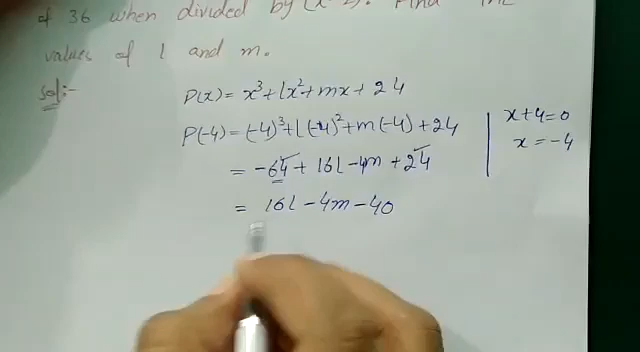 of 36 when divided by (x-2). Find the
values of l and m.
Sol:-
P(x) = x³ + lx² + mx + 24
P(-4) = (-4)³ + l(-4)² + m(-4) + 24
= -64 + 16l - 4m + 24
= 16l - 4m - 40
x+4=0
x = -4